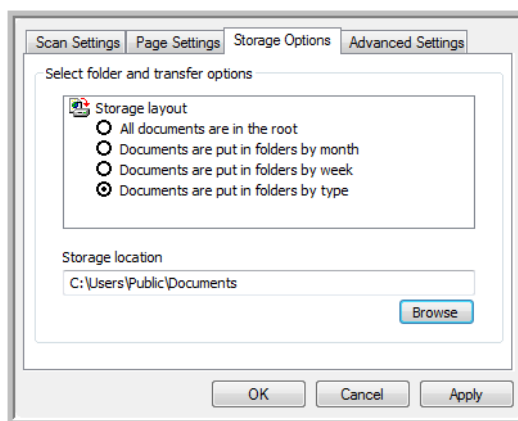 Scan Settings Page Settings Storage Options Advanced Settings
Select folder and transfer options
Storage layout
All documents are in the root
Documents are put in folders by month
Documents are put in folders by week
Documents are put in folders by type
Storage location
C:\Users\Public\Documents
Browse
OK Cancel Apply